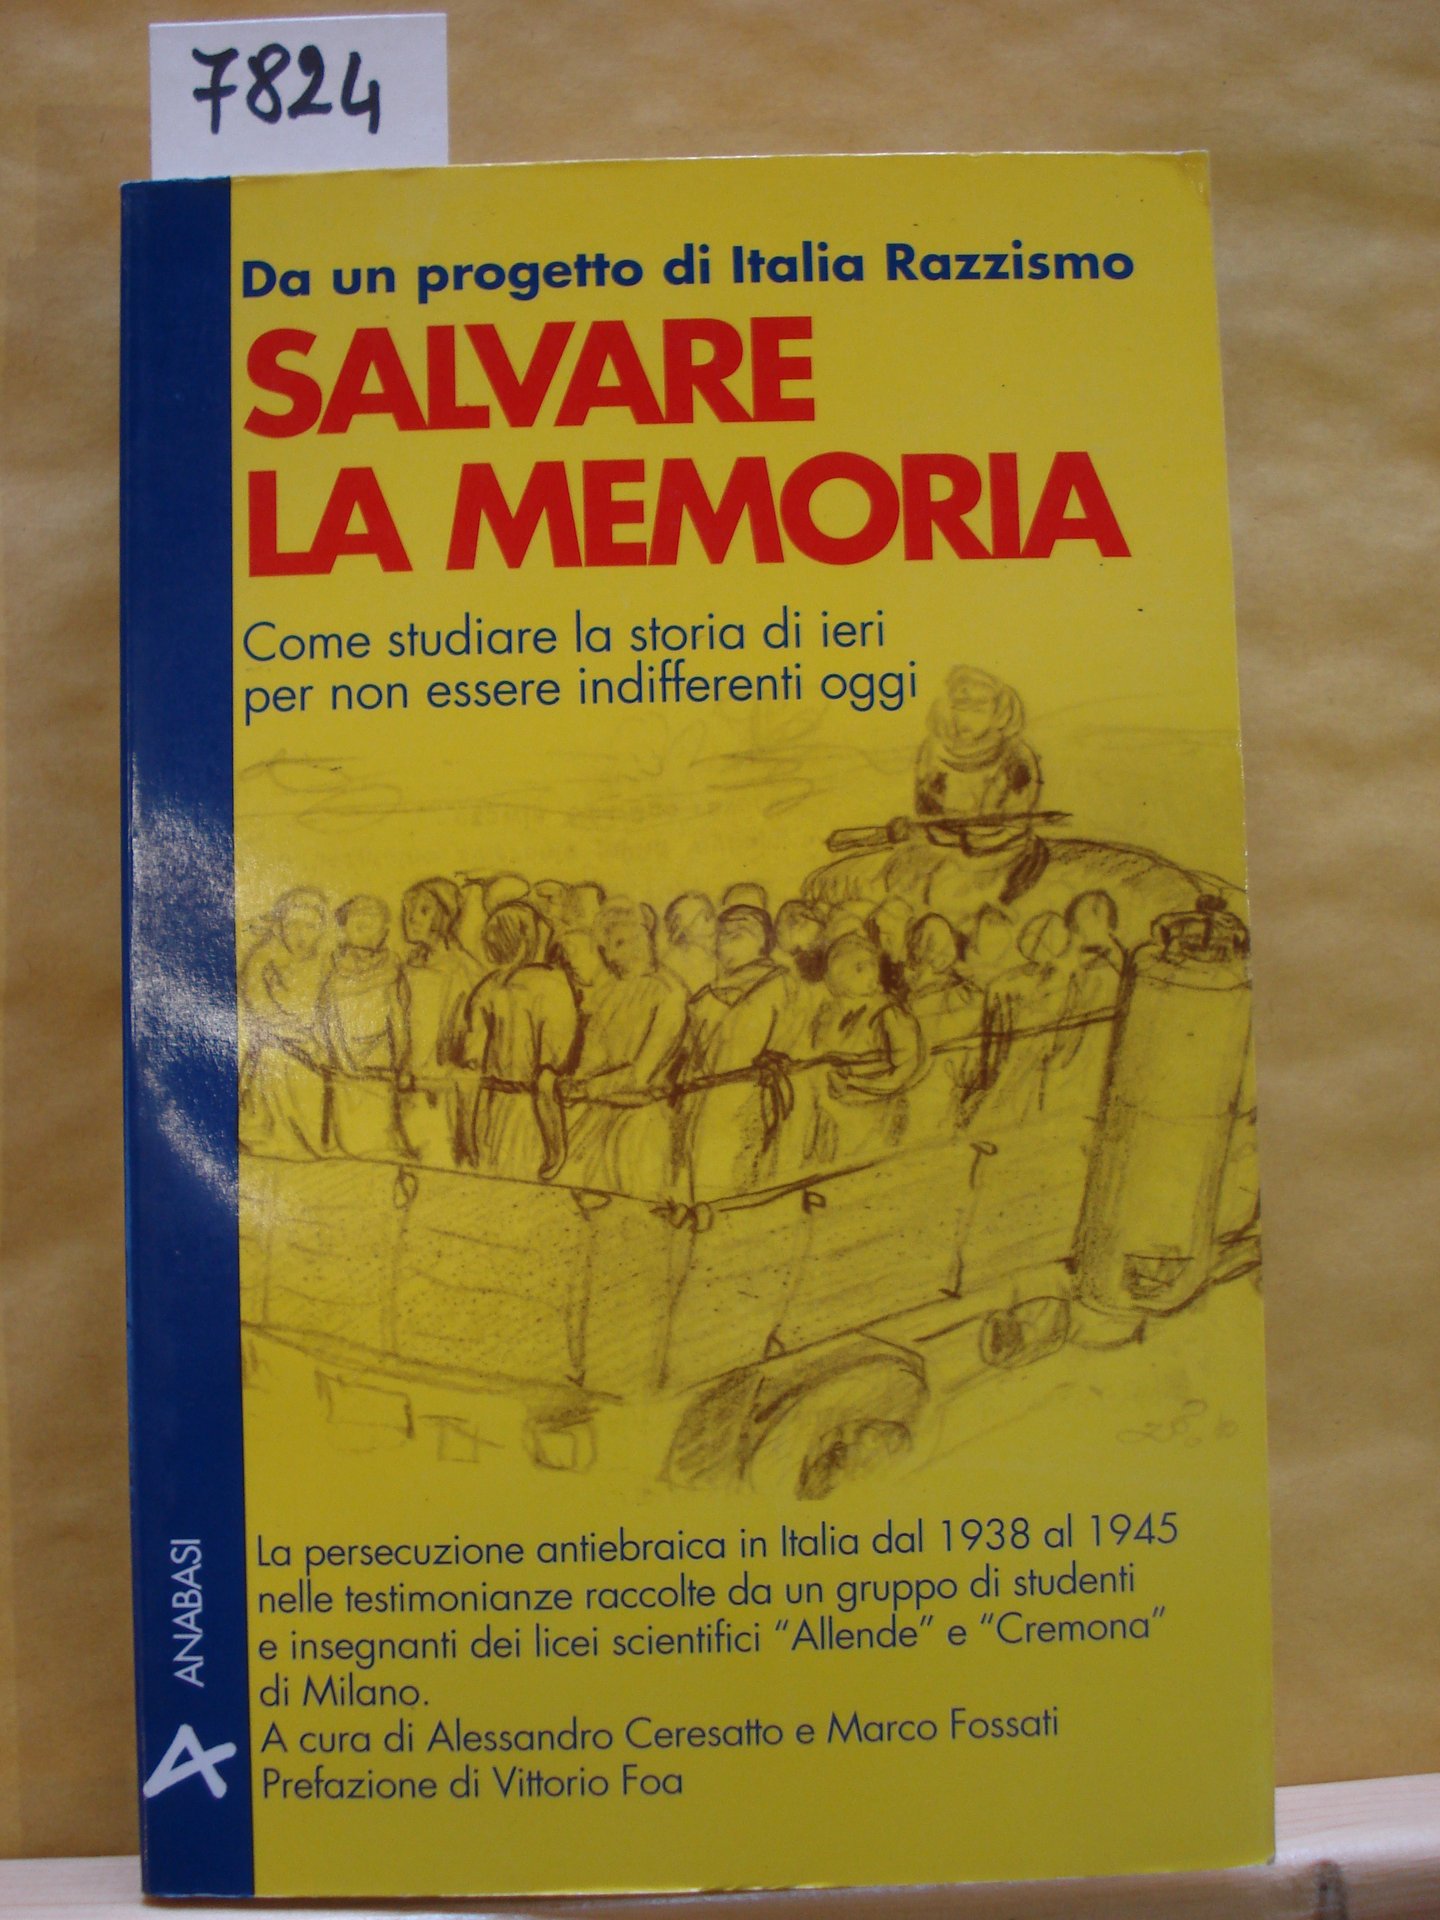 7824
Da un progetto di Italia Razzismo
SALVARE
LA MEMORIA
Come studiare la storia di ieri
per non essere indifferenti oggi
La persecuzione antiebraica in Italia dal 1938 al 1945
nelle testimonianze raccolte da un gruppo di studenti
e insegnanti dei licei scientifici "Allende" e "Cremona"
di Milano.
A cura di Alessandro Ceresatto e Marco Fossati
Prefazione di Vittorio Foa
ANABASI